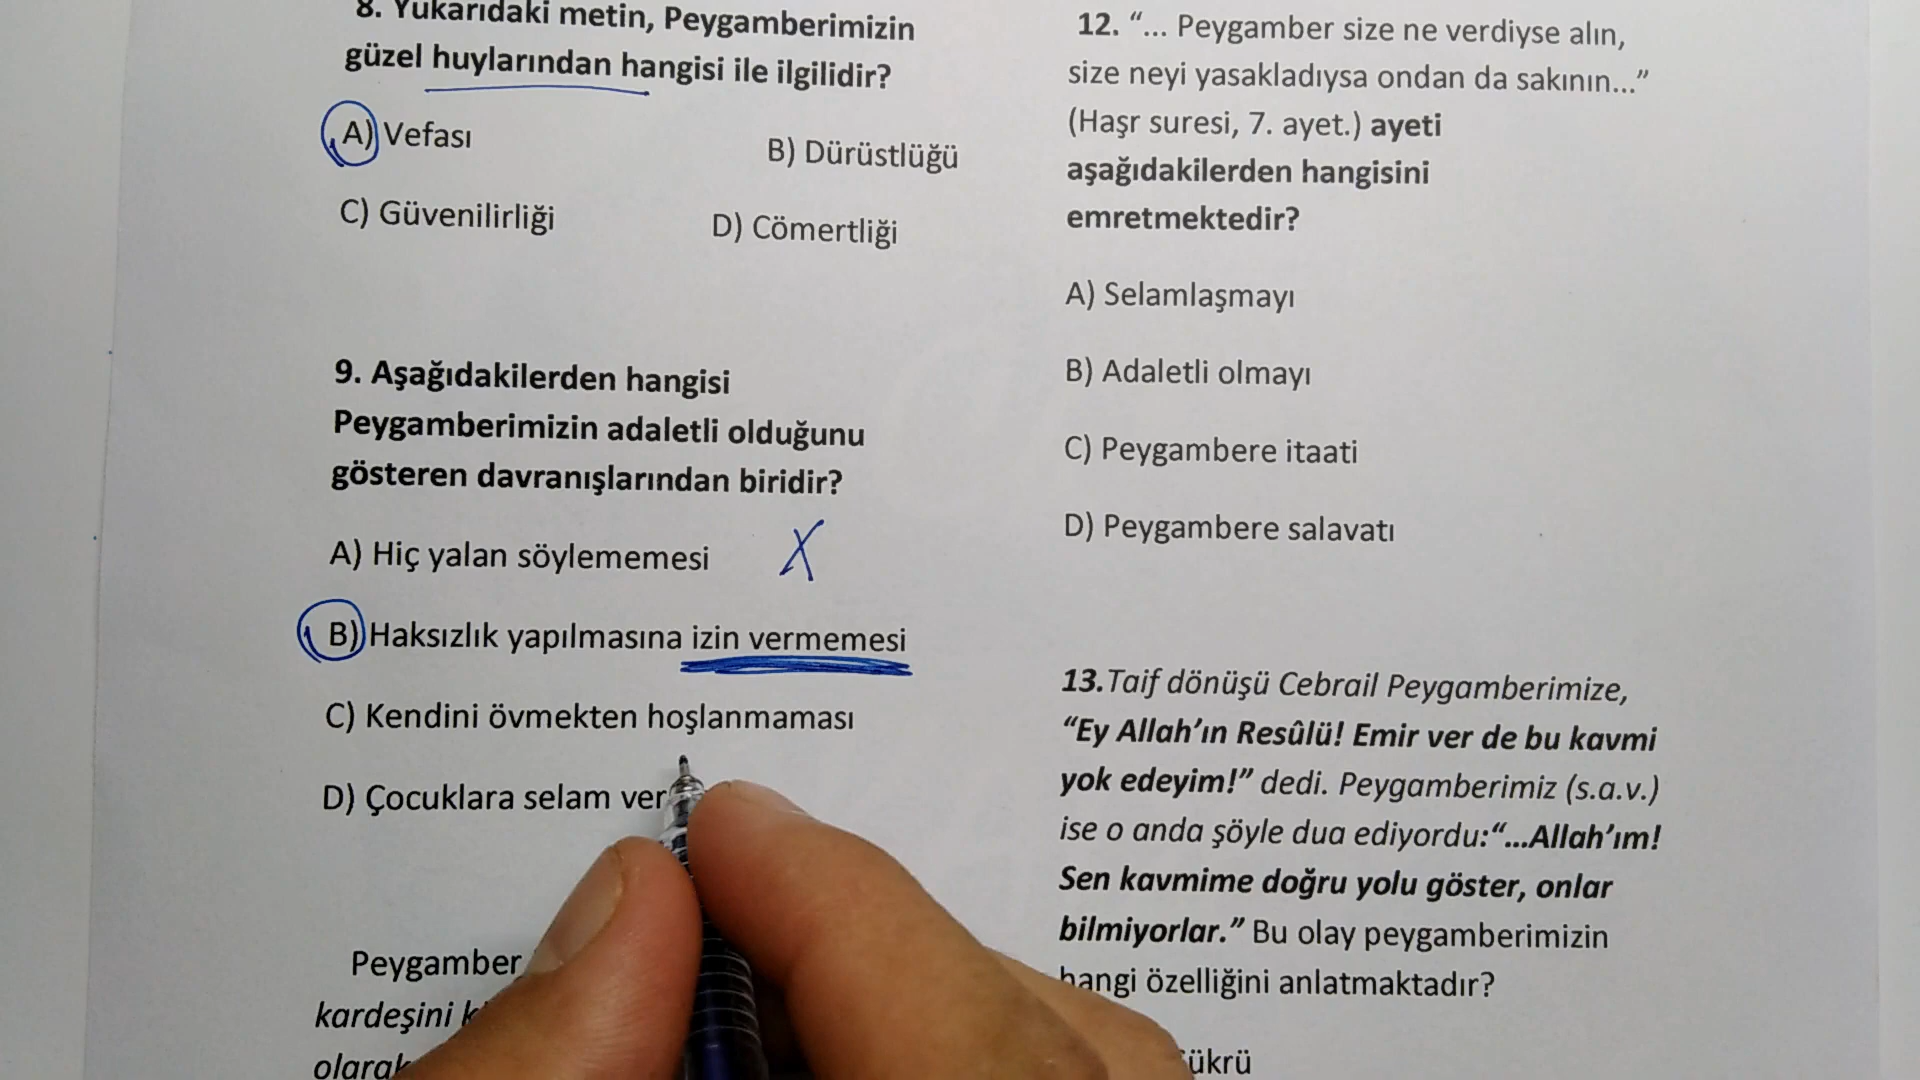 8. Yukarıdaki metin, Peygamberimizin
güzel huylarından hangisi ile ilgilidir?
A) Vefası
B) Dürüstlüğü
C) Güvenilirliği
D) Cömertliği
9. Aşağıdakilerden hangisi
Peygamberimizin adaletli olduğunu
gösteren davranışlarından biridir?
A) Hiç yalan söylememesi X
B) Haksızlık yapılmasına izin vermemesi
C) Kendini övmekten hoşlanmaması
D) Çocuklara selam ver
Peygamber
kardeşini
olarak
12. “... Peygamber size ne verdiyse alın,
size neyi yasakladıysa ondan da sakının...”
(Haşr suresi, 7. ayet.) ayeti
aşağıdakilerden hangisini
emretmektedir?
A) Selamlaşmayı
B) Adaletli olmayı
C) Peygambere itaati
D) Peygambere salavatı
13.Taif dönüşü Cebrail Peygamberimize,
“Ey Allah’ın Resûlü! Emir ver de bu kavmi
yok edeyim!” dedi. Peygamberimiz (s.a.v.)
ise o anda şöyle dua ediyordu:“...Allah’ım!
Sen kavmime doğru yolu göster, onlar
bilmiyorlar.” Bu olay peygamberimizin
hangi özelliğini anlatmaktadır?